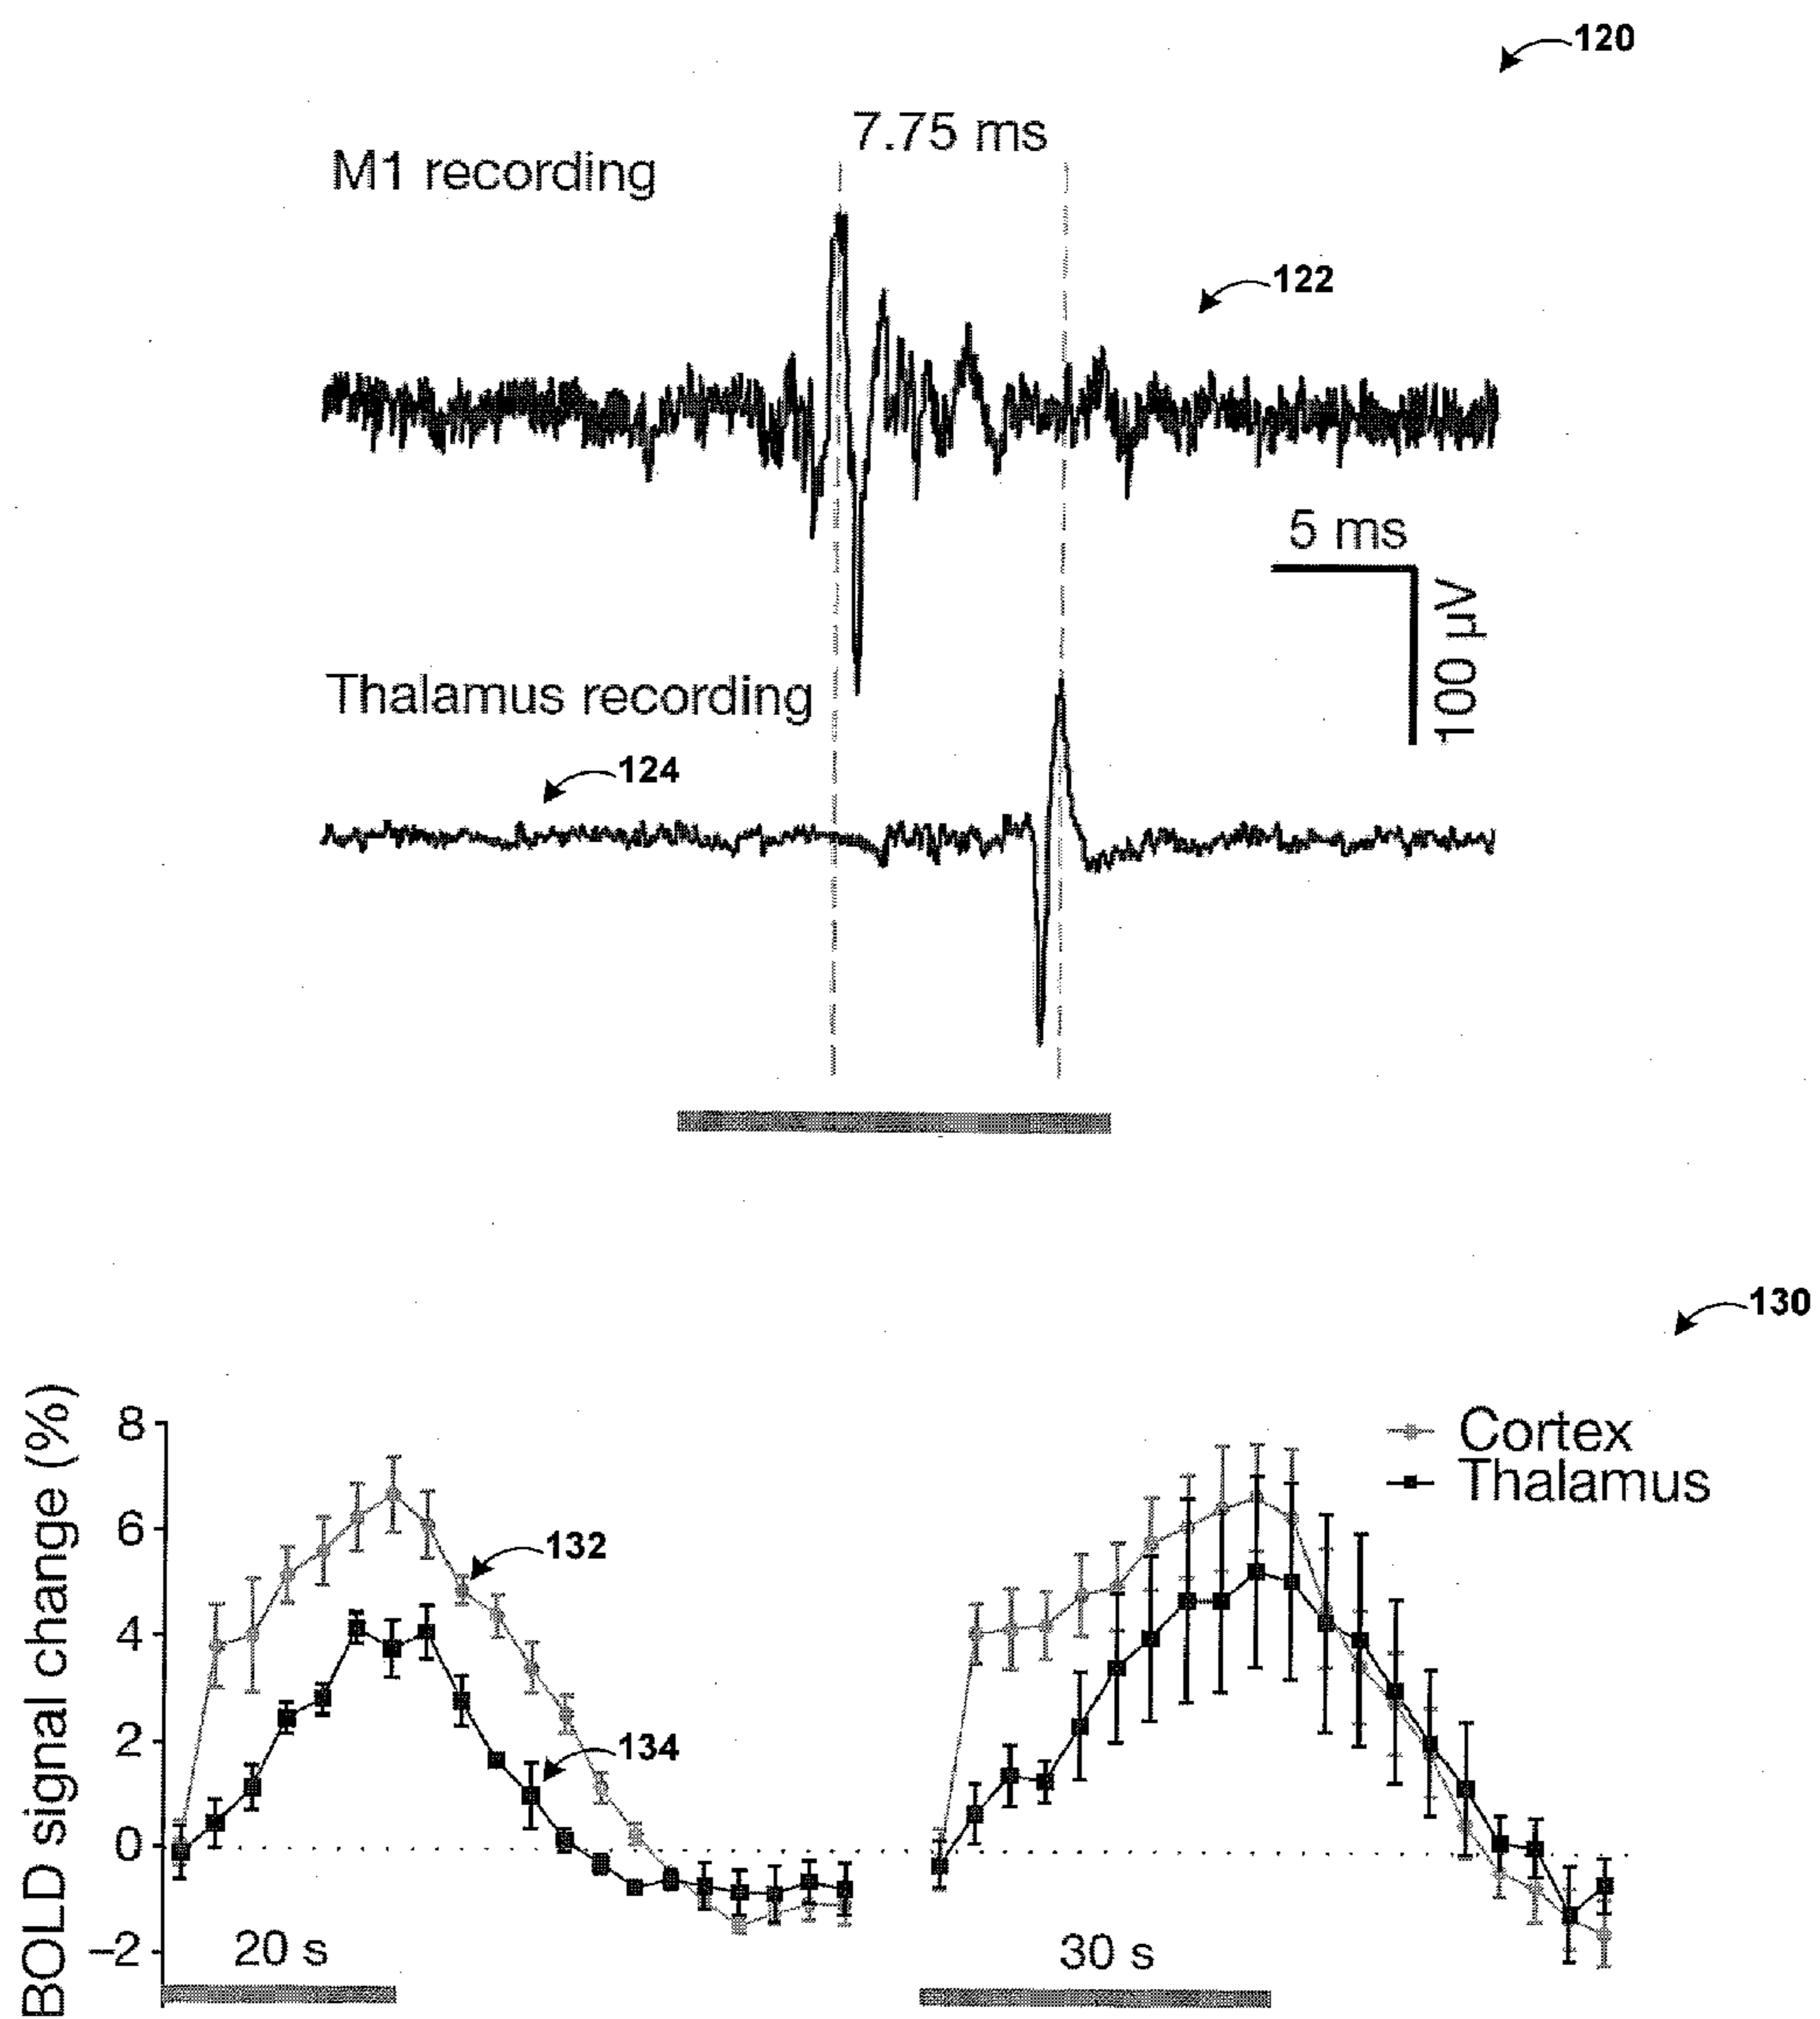 120
7.75 ms
M1 recording
122
5 ms
100 µV
Thalamus recording
124
130
BOLD signal change (%)
8
6
4
2
0
−2
Cortex
Thalamus
132
134
20 s
30 s